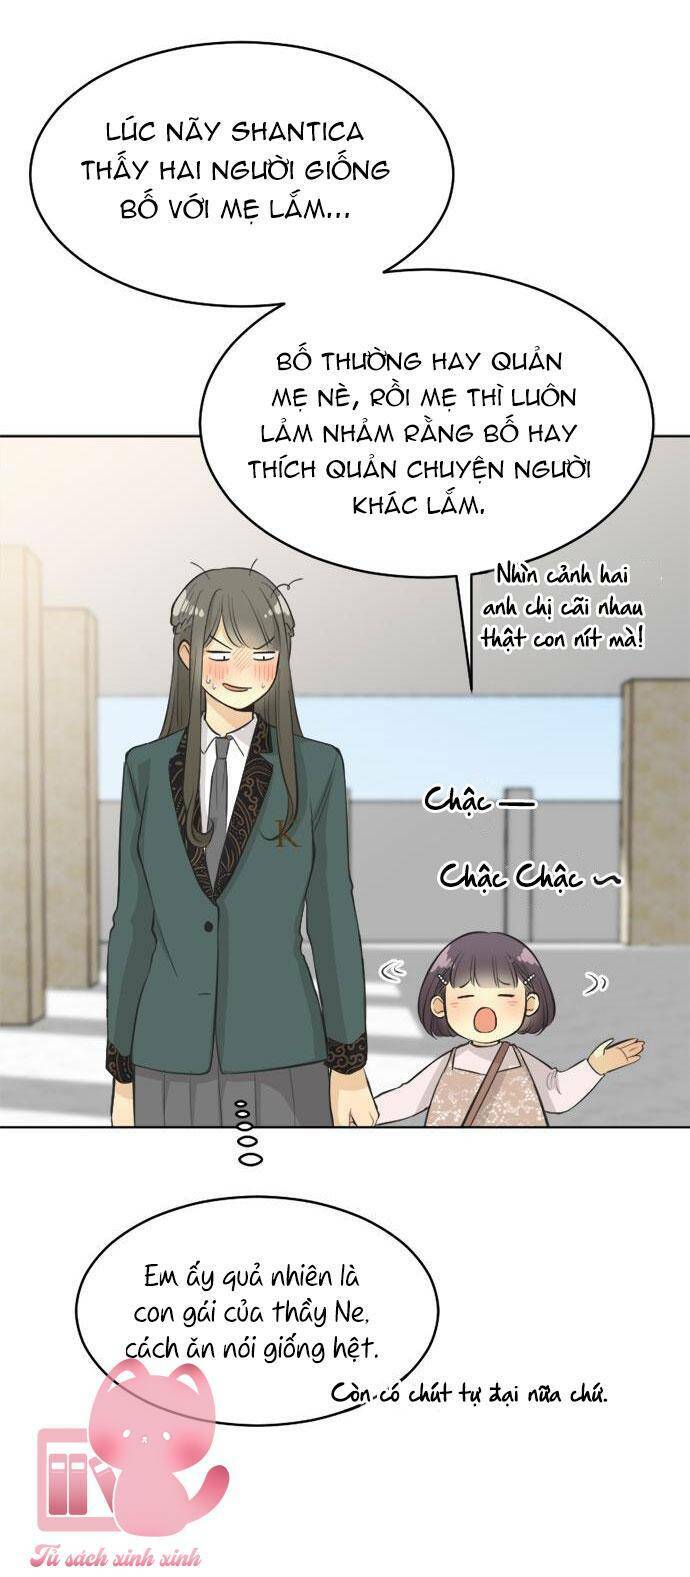 LÚC NÃY SHANTICA
THẤY HAI NGƯỜI GIỐNG
BỐ VỚI MẸ LẮM...
BỐ THƯỜNG HAY QUẢN
MẸ NÈ, RỒI MẸ THÌ LUÔN
LẢM NHẢM RẰNG BỐ HAY
THÍCH QUẢN CHUYỆN NGƯỜI
KHÁC LẮM.
Nhìn cảnh hai
anh chị cãi nhau
thật con nít mà!
Chậc —
Chậc Chậc ~
K
Em ấy quả nhiên là
con gái của thầy Ne,
cách ăn nói giống hệt.
Còn có chút tự đại nữa chứ.
Tủ sách xinh xinh